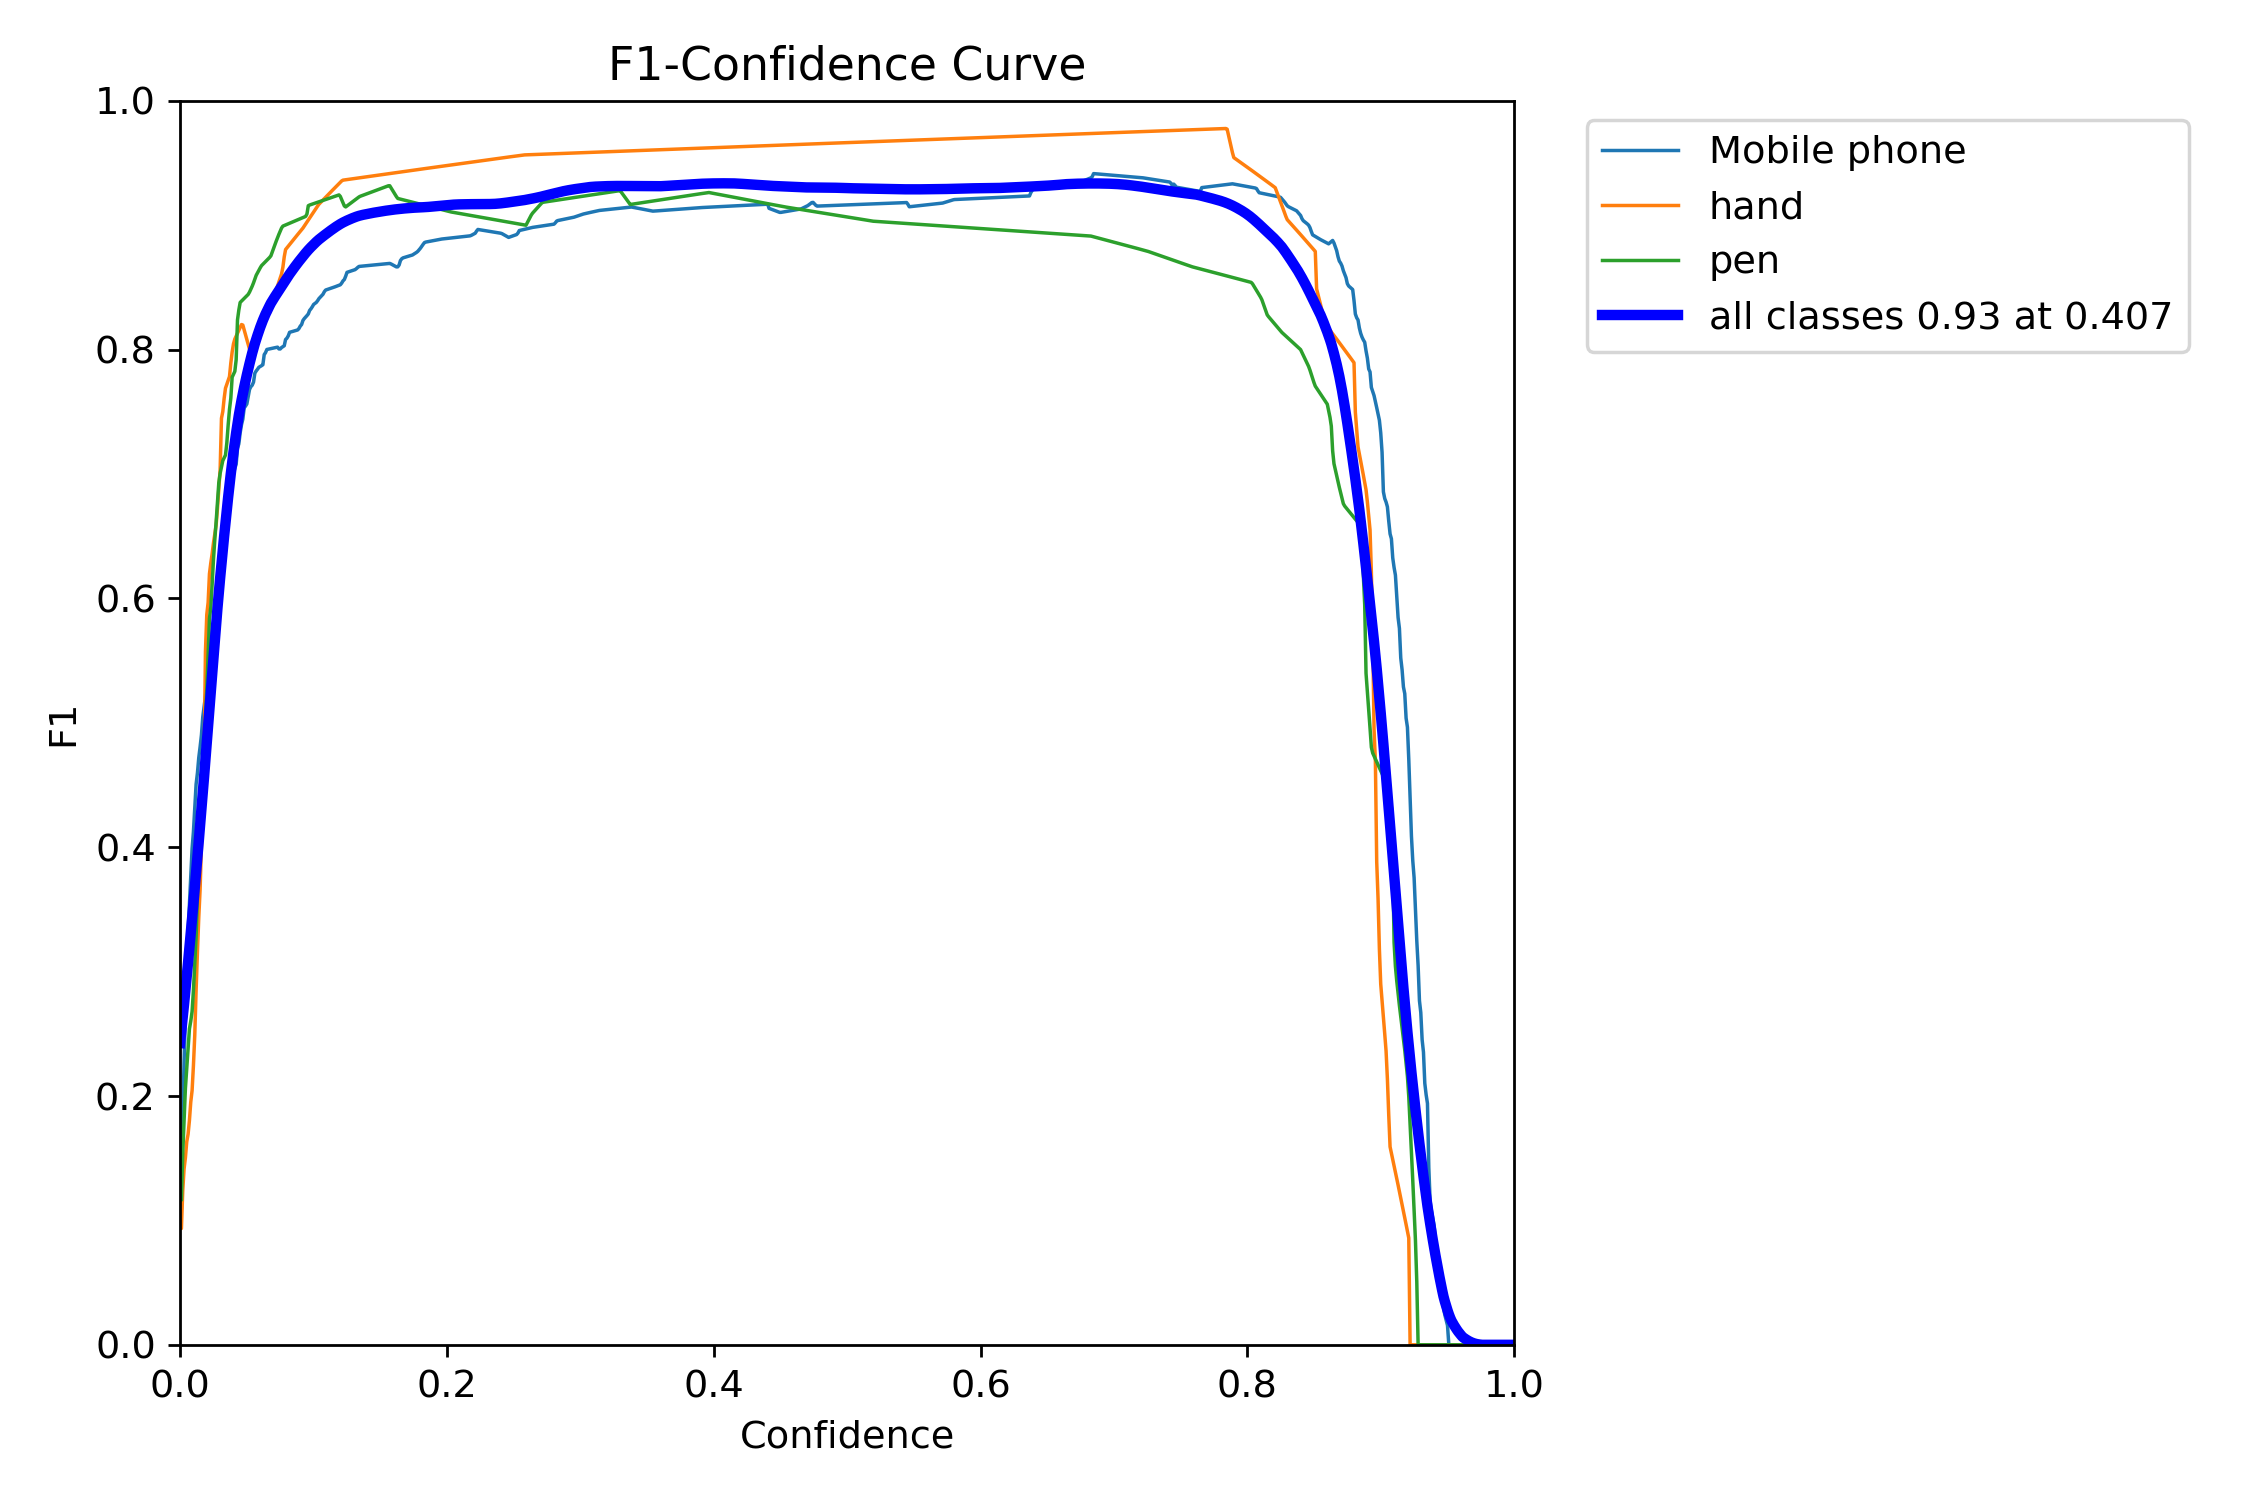 F1-Confidence Curve
1.0
0.8
0.6
0.4
0.2
0.0
F1
0.0 0.2 0.4 0.6 0.8 1.0
Confidence
Mobile phone
hand
pen
all classes 0.93 at 0.407